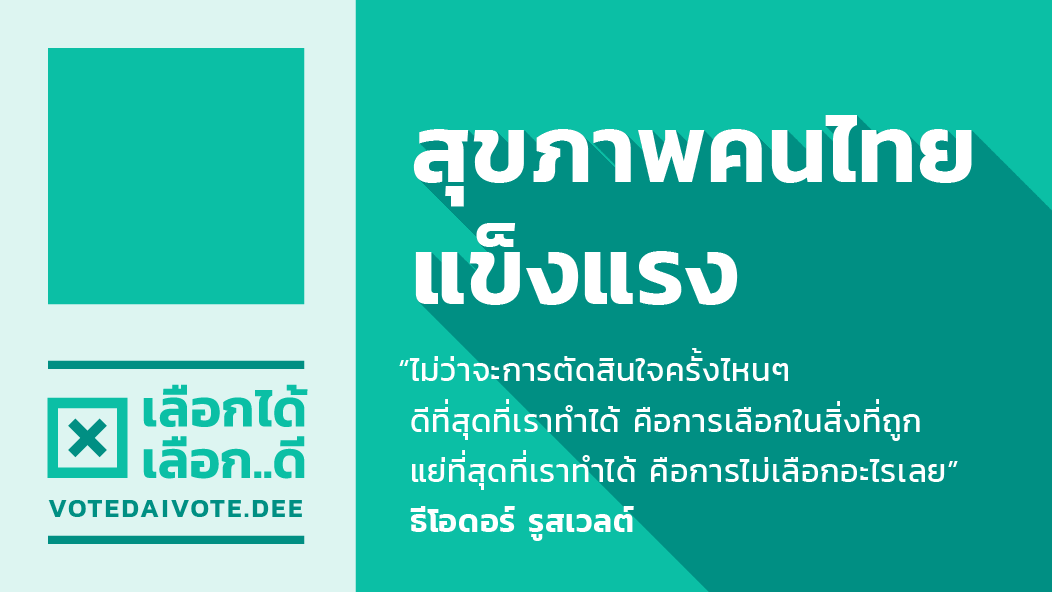 สุขภาพคนไทย
แข็งแรง
“ไม่ว่าจะการตัดสินใจครั้งไหนๆ
ดีที่สุดที่เราทำได้ คือการเลือกในสิ่งที่ถูก
แย่ที่สุดที่เราทำได้ คือการไม่เลือกอะไรเลย”
ธีโอดอร์ รูสเวลต์
เลือกได้
เลือก..ดี
VOTEDAIVOTE.DEE